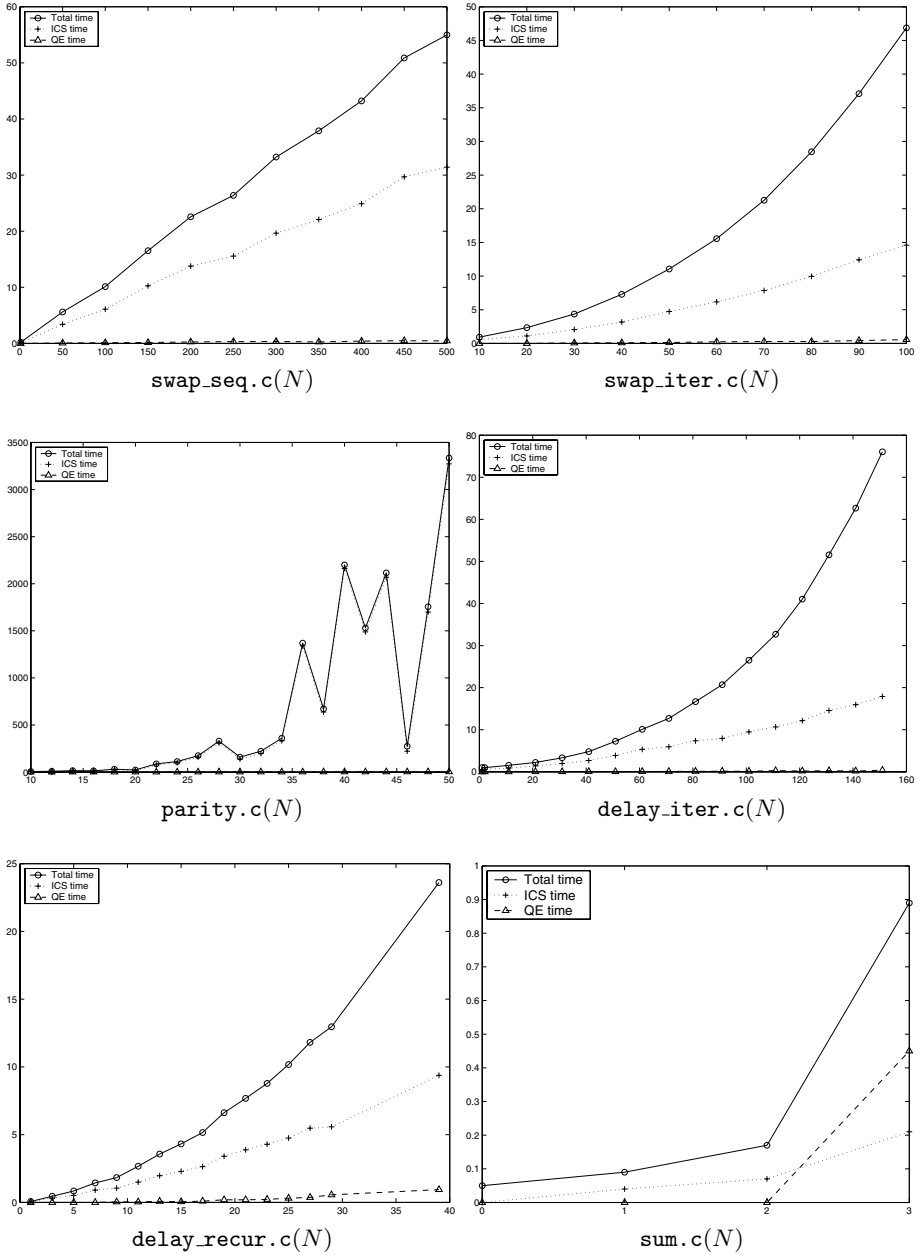 60
50
40
30
20
10
0
Total time
ICS time
QE time
0 50 100 150 200 250 300 350 400 450 500
swap_seq.c(N)
50
45
40
35
30
25
20
15
10
5
0
Total time
ICS time
QE time
10 20 30 40 50 60 70 80 90 100
swap_iter.c(N)
3500
3000
2500
2000
1500
1000
500
0
Total time
ICS time
QE time
10 15 20 25 30 35 40 45 50
parity.c(N)
80
70
60
50
40
30
20
10
0
Total time
ICS time
QE time
0 20 40 60 80 100 120 140 160
delay_iter.c(N)
25
20
15
10
5
0
Total time
ICS time
QE time
0 5 10 15 20 25 30 35 40
delay_recur.c(N)
1
0.9
0.8
0.7
0.6
0.5
0.4
0.3
0.2
0.1
0
Total time
ICS time
QE time
0 1 2 3
sum.c(N)